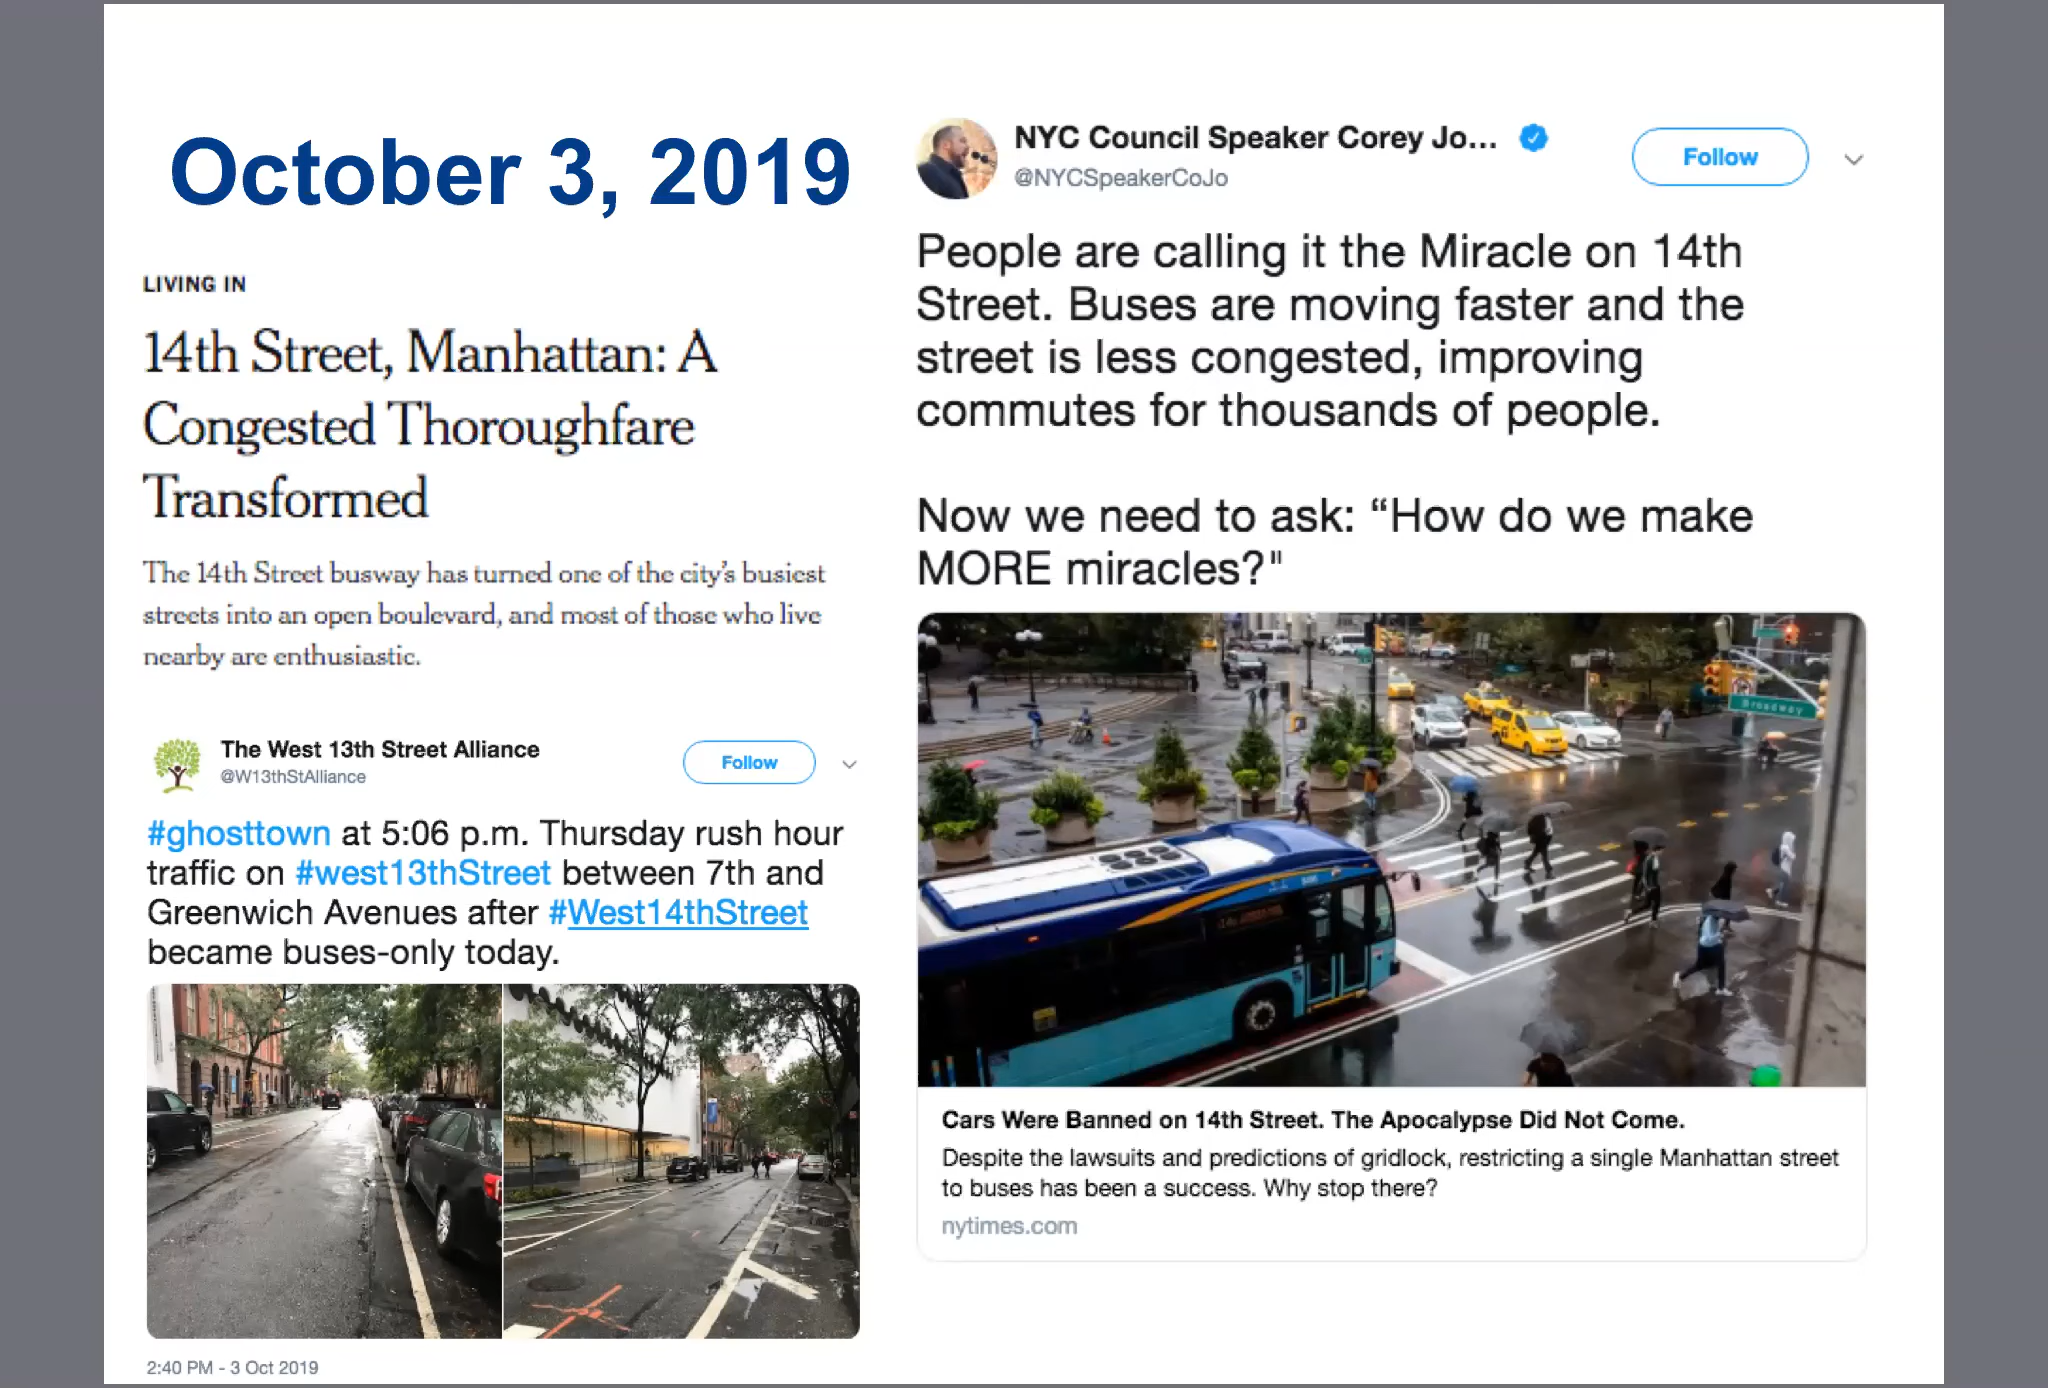 October 3, 2019
LIVING IN
14th Street, Manhattan: A
Congested Thoroughfare
Transformed
The 14th Street busway has turned one of the city's busiest
streets into an open boulevard, and most of those who live
nearby are enthusiastic.
The West 13th Street Alliance
@W13thStAlliance
Follow
#ghosttown at 5:06 p.m. Thursday rush hour
traffic on #west13thStreet between 7th and
Greenwich Avenues after #West14thStreet
became buses-only today.
2:40 PM - 3 Oct 2019
NYC Council Speaker Corey Jo...
@NYCSpeakerCoJo
Follow
People are calling it the Miracle on 14th
Street. Buses are moving faster and the
street is less congested, improving
commutes for thousands of people.
Now we need to ask: “How do we make
MORE miracles?"
Broadway
Cars Were Banned on 14th Street. The Apocalypse Did Not Come.
Despite the lawsuits and predictions of gridlock, restricting a single Manhattan street
to buses has been a success. Why stop there?
nytimes.com